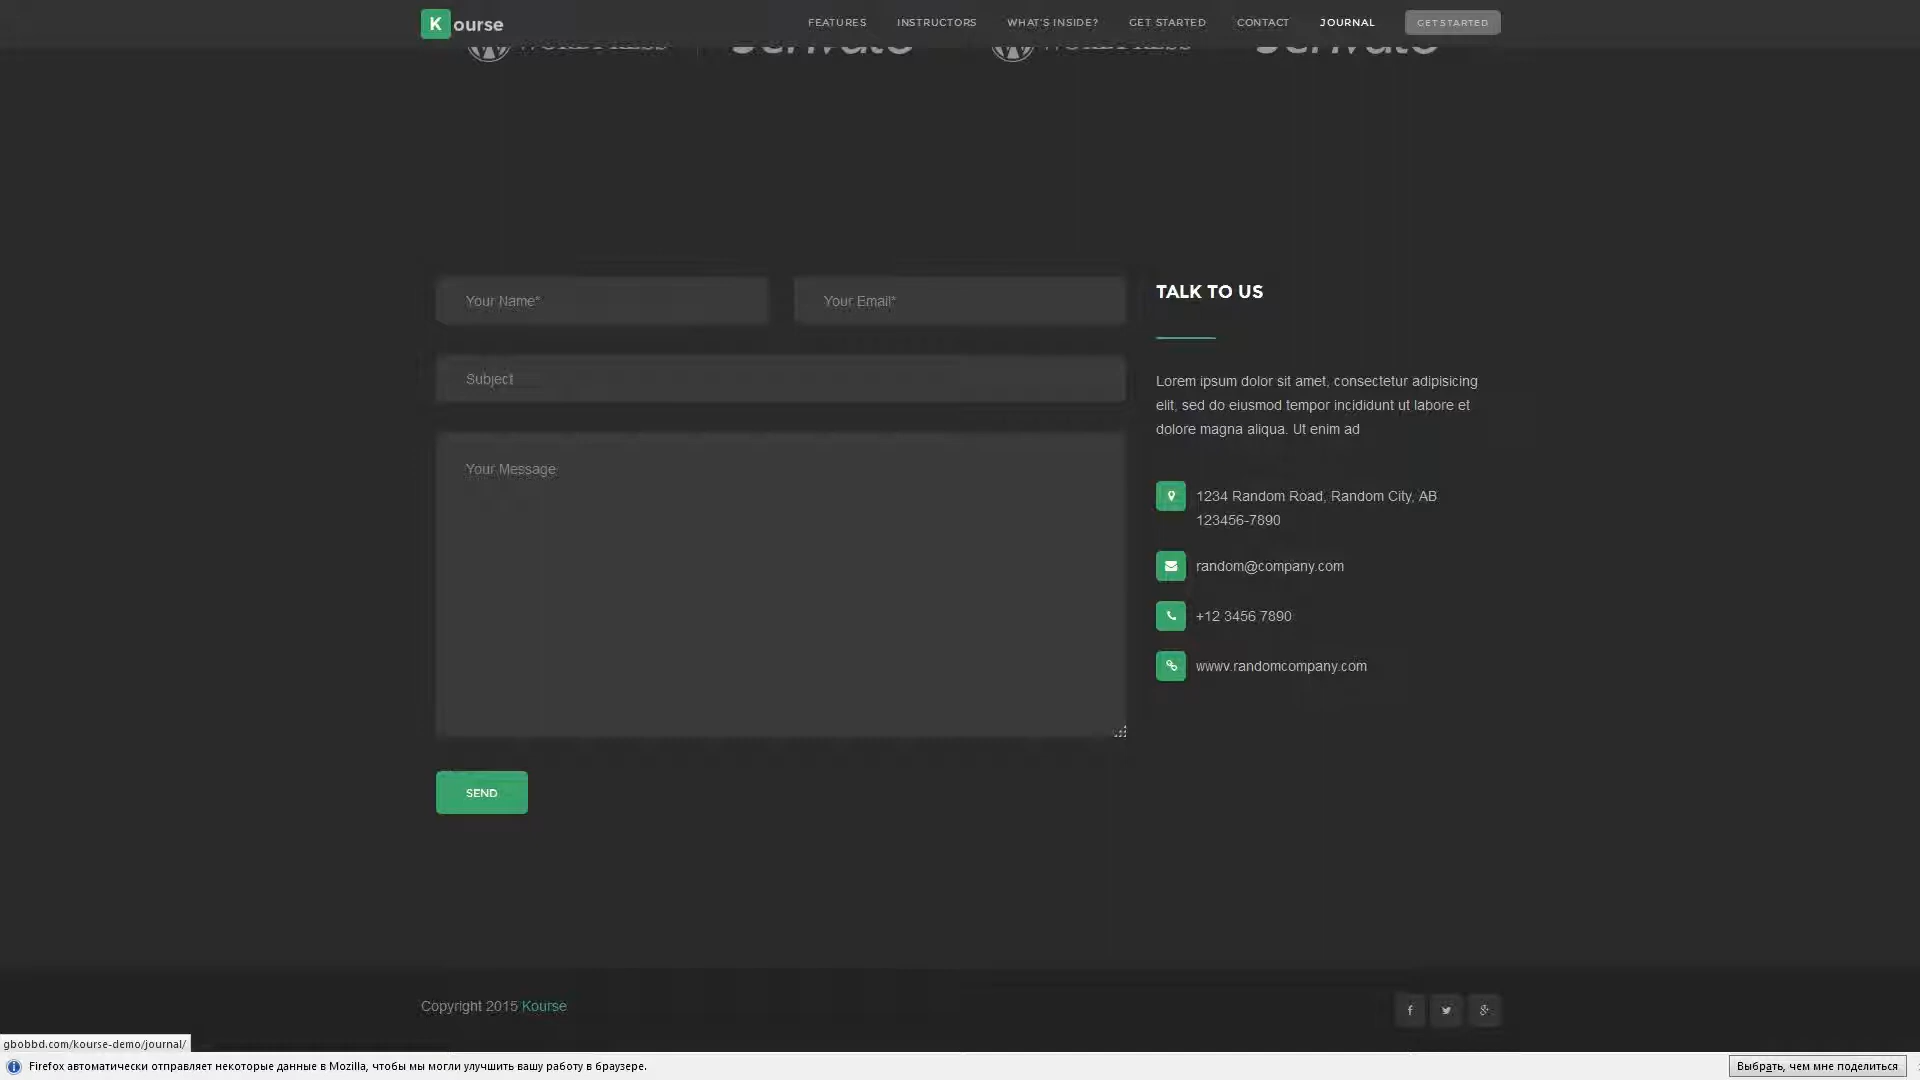 Kourse
FEATURES INSTRUCTORS WHAT'S INSIDE? GET STARTED CONTACT JOURNAL GET STARTED
Your Name* Your Email*
Subject
Your Message
SEND
TALK TO US
Lorem ipsum dolor sit amet, consectetur adipisicing
elit, sed do eiusmod tempor incididunt ut labore et
dolore magna aliqua. Ut enim ad
1234 Random Road, Random City, AB
123456-7890
random@company.com
+12 3456 7890
wwwv.randomcompany.com
Copyright 2015 Kourse
gbobbd.com/kourse-demo/journal/
Firefox автоматически отправляет некоторые данные в Mozilla, чтобы мы могли улучшить вашу работу в браузере.
Выбрать, чем мне поделиться